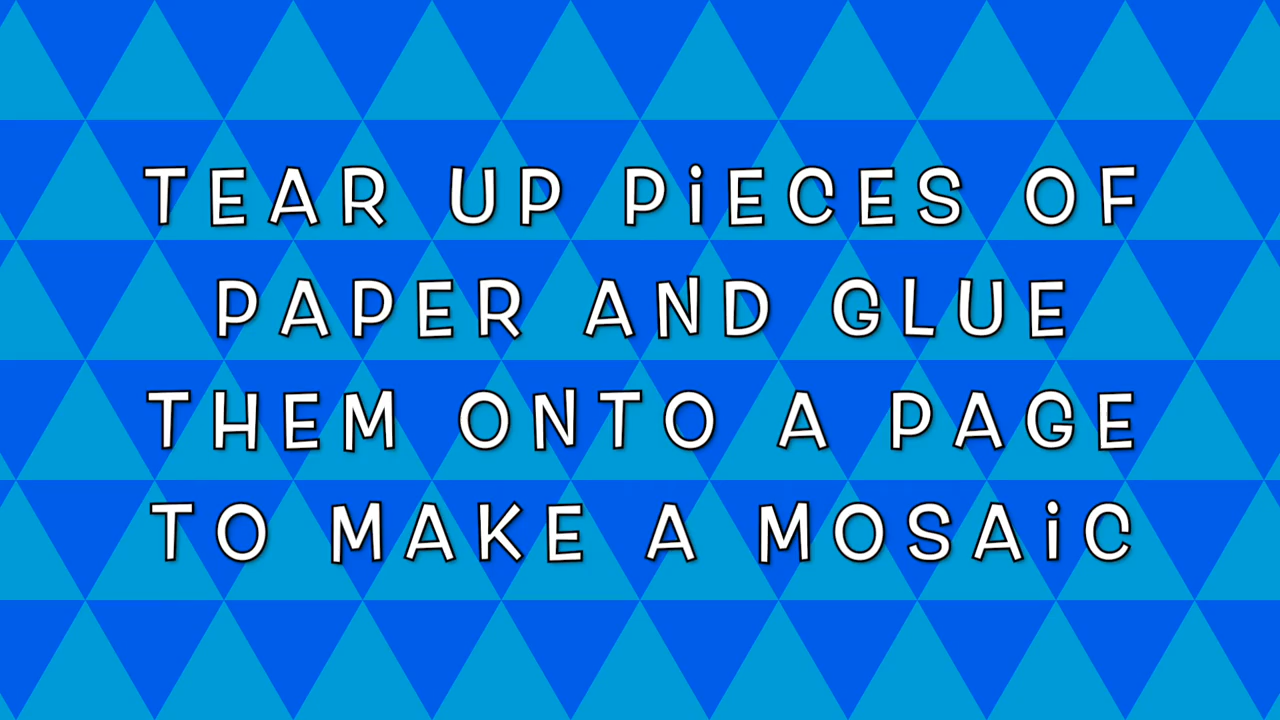 TEAR UP PiECES OF
PAPER AND GLUE
THEM ONTO A PAGE
TO MAKE A MOSAiC